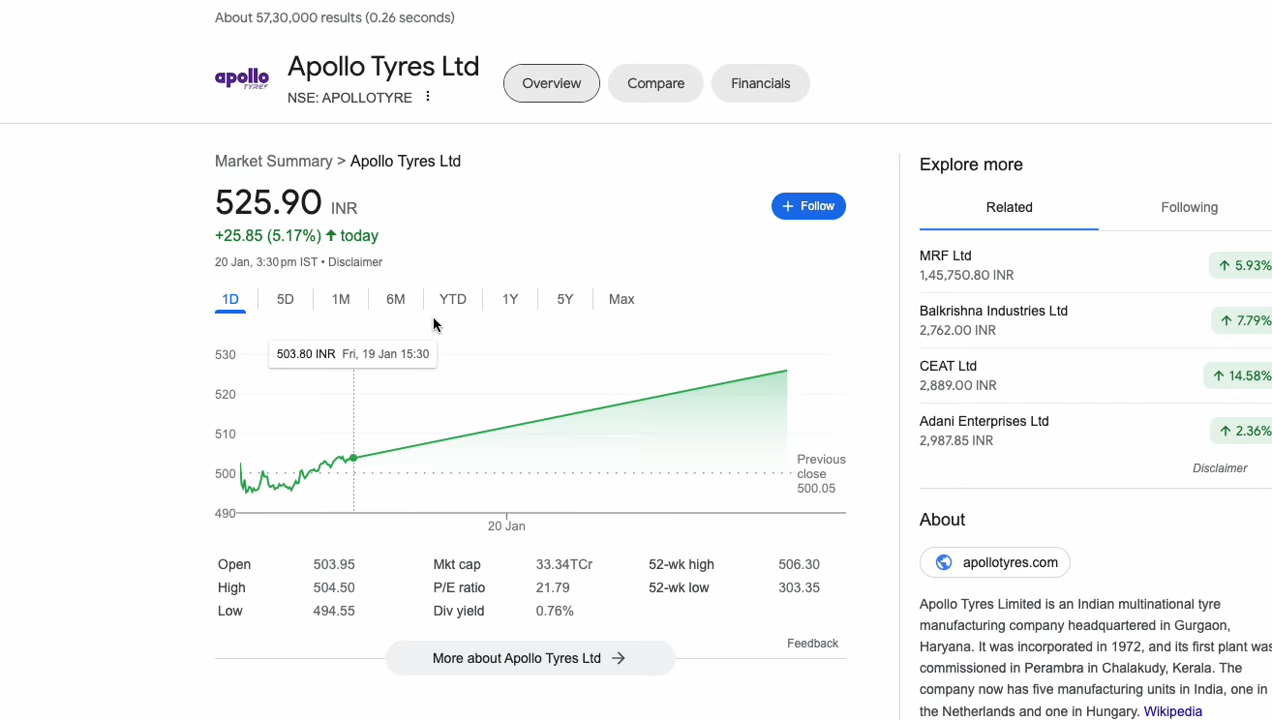 About 57,30,000 results (0.26 seconds)
apollo
TYRES
Apollo Tyres Ltd
NSE: APOLLOTYRE
Overview
Compare
Financials
Market Summary > Apollo Tyres Ltd
525.90 INR
+ Follow
+25.85 (5.17%) ↑ today
20 Jan, 3:30 pm IST • Disclaimer
1D 5D 1M 6M YTD 1Y 5Y Max
503.80 INR Fri, 19 Jan 15:30
530
520
510
500
490
Previous
close
500.05
20 Jan
Open 503.95 Mkt cap 33.34TCr 52-wk high 506.30
High 504.50 P/E ratio 21.79 52-wk low 303.35
Low 494.55 Div yield 0.76%
Feedback
More about Apollo Tyres Ltd →
Explore more
Related Following
MRF Ltd
1,45,750.80 INR
↑ 5.93%
Balkrishna Industries Ltd
2,762.00 INR
↑ 7.79%
CEAT Ltd
2,889.00 INR
↑ 14.58%
Adani Enterprises Ltd
2,987.85 INR
↑ 2.36%
Disclaimer
About
apollotyres.com
Apollo Tyres Limited is an Indian multinational tyre
manufacturing company headquartered in Gurgaon,
Haryana. It was incorporated in 1972, and its first plant was
commissioned in Perambra in Chalakudy, Kerala. The
company now has five manufacturing units in India, one in
the Netherlands and one in Hungary. Wikipedia